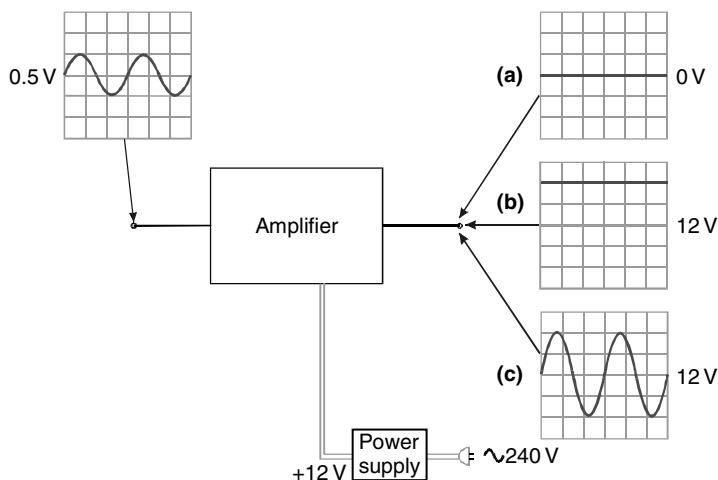 (a)
0.5 V
0 V
(b)
Amplifier
12 V
(c)
12 V
Power
supply
+12 V
240 V